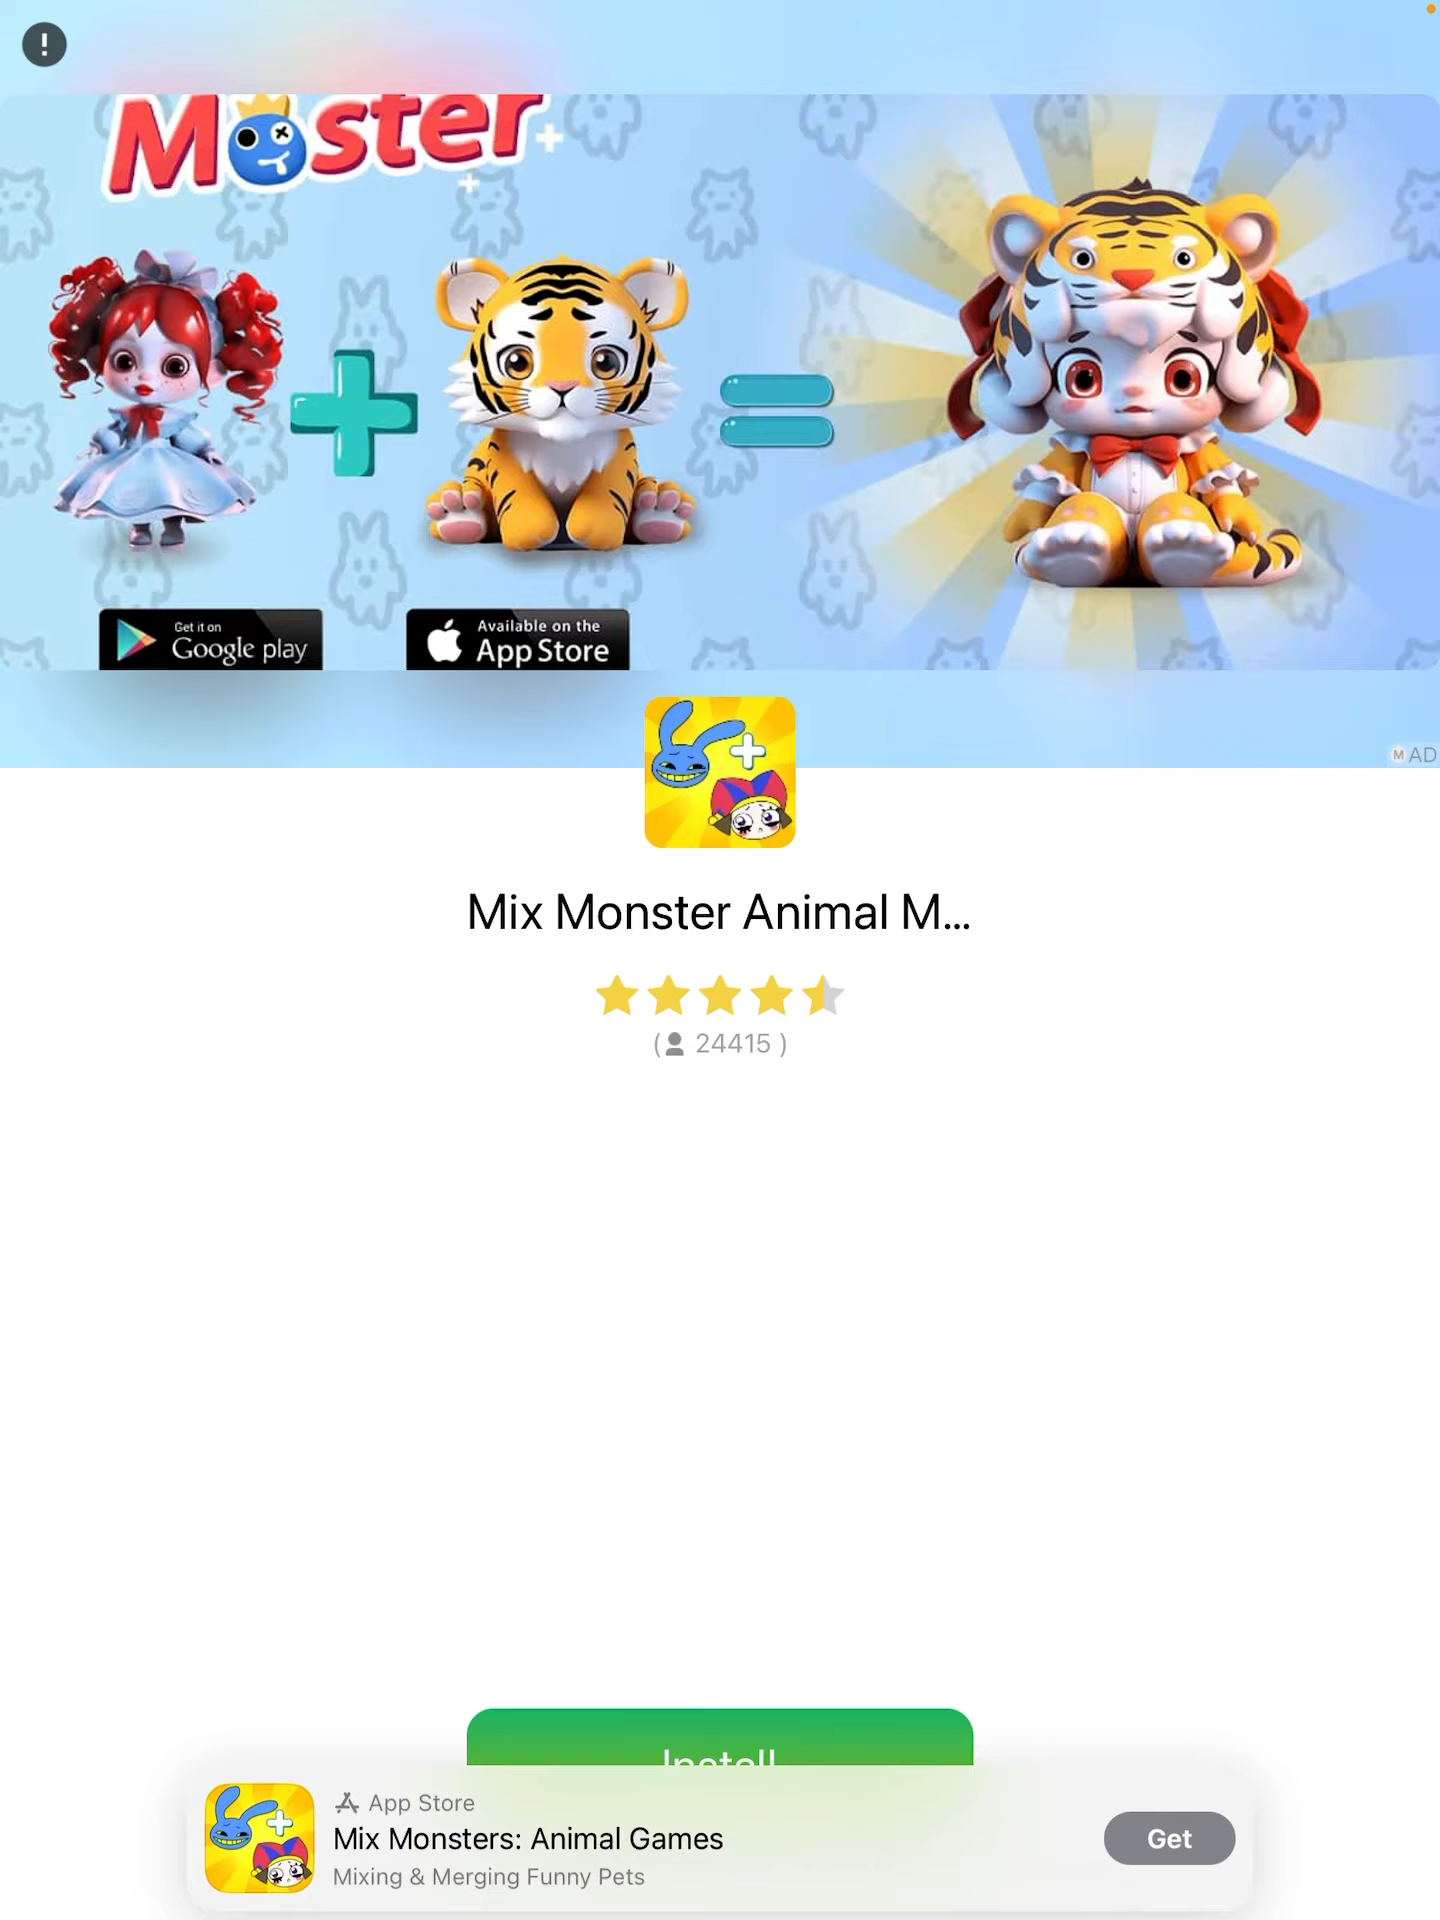 !
Moster
Get it on
Google play
Available on the
App Store
M AD
Mix Monster Animal M...
( 24415 )
Install
App Store
Mix Monsters: Animal Games
Mixing & Merging Funny Pets
Get